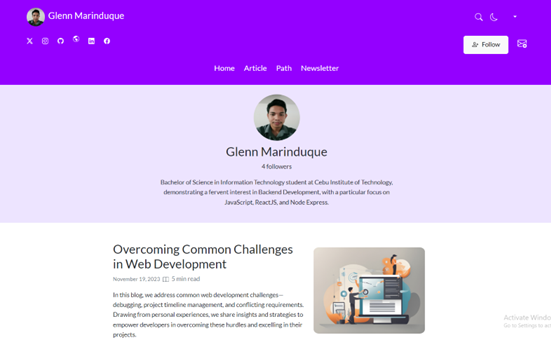 Glenn Marinduque
Follow
Home Article Path Newsletter
Glenn Marinduque
4 followers
Bachelor of Science in Information Technology student at Cebu Institute of Technology,
demonstrating a fervent interest in Backend Development, with a particular focus on
JavaScript, ReactJS, and Node Express.
Overcoming Common Challenges
in Web Development
November 19, 2023 5 min read
In this blog, we address common web development challenges—
debugging, project timeline management, and conflicting requirements.
Drawing from personal experiences, we share insights and strategies to
empower developers in overcoming these hurdles and excelling in their
projects.
Activate Windo
Go to Settings to a